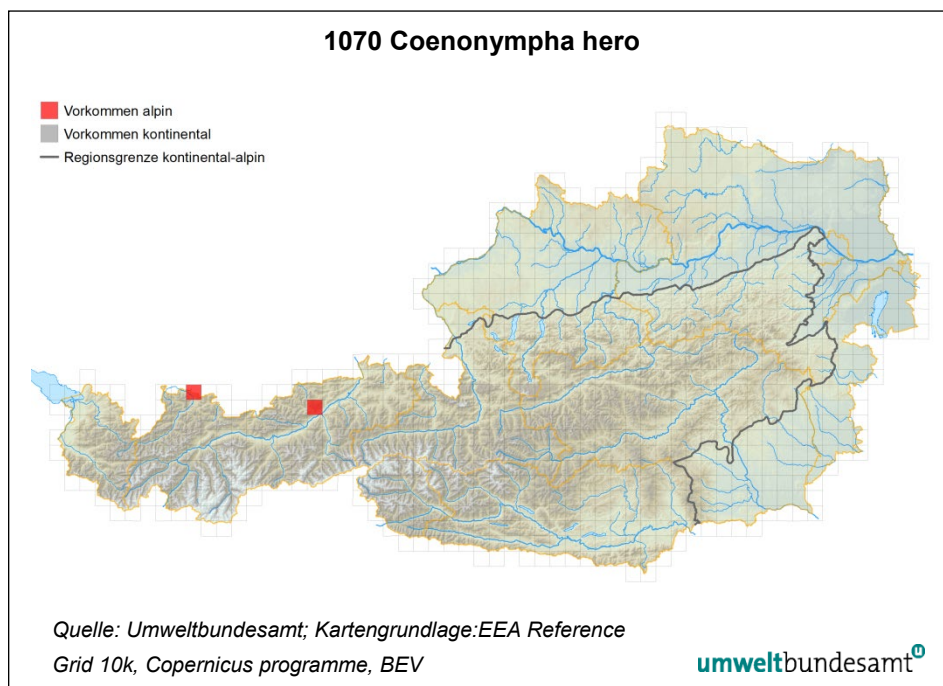 1070 Coenonympha hero
Vorkommen alpin
Vorkommen kontinental
Regionsgrenze kontinental-alpin
Quelle: Umweltbundesamt; Kartengrundlage:EEA Reference
Grid 10k, Copernicus programme, BEV
umweltbundesamt u